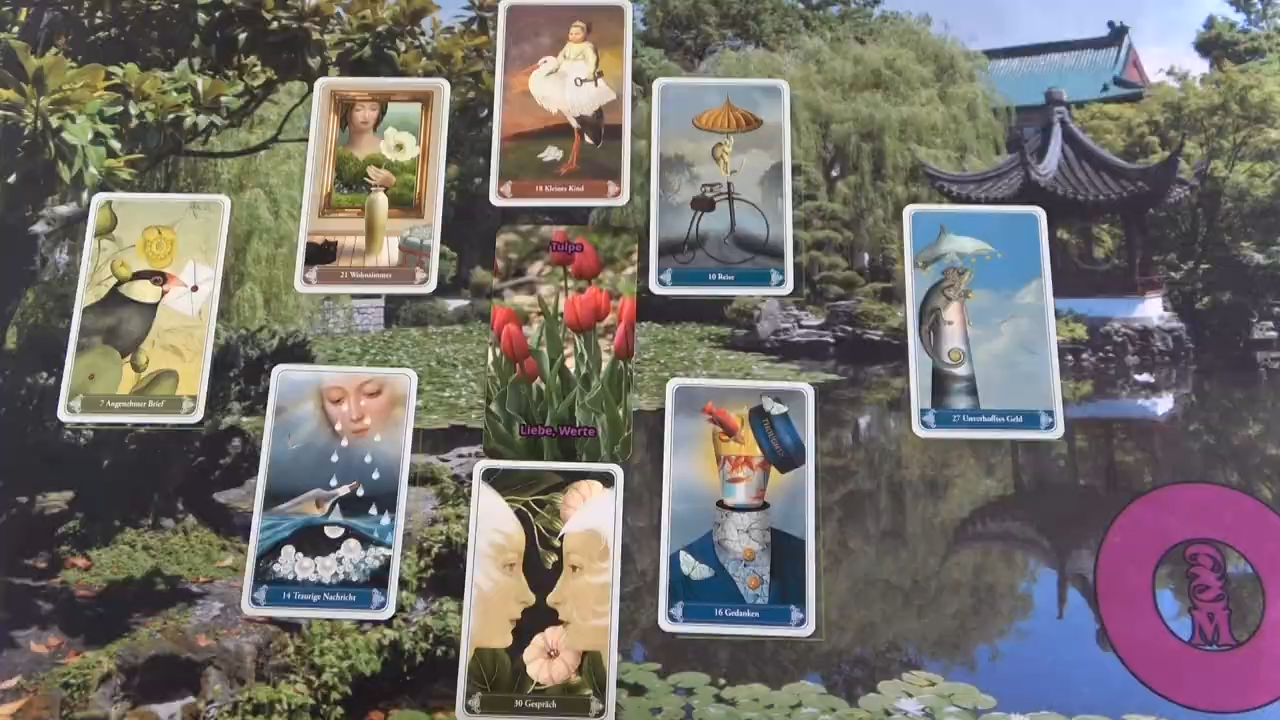 18 Kleines Kind
21 Wohnzimmer
10 Reise
Tulpe
7 Angenehmer Brief
27 Unverhofftes Geld
THOUGHTS
Liebe, Werte
14 Traurige Nachricht
16 Gedanken
30 Gespräch